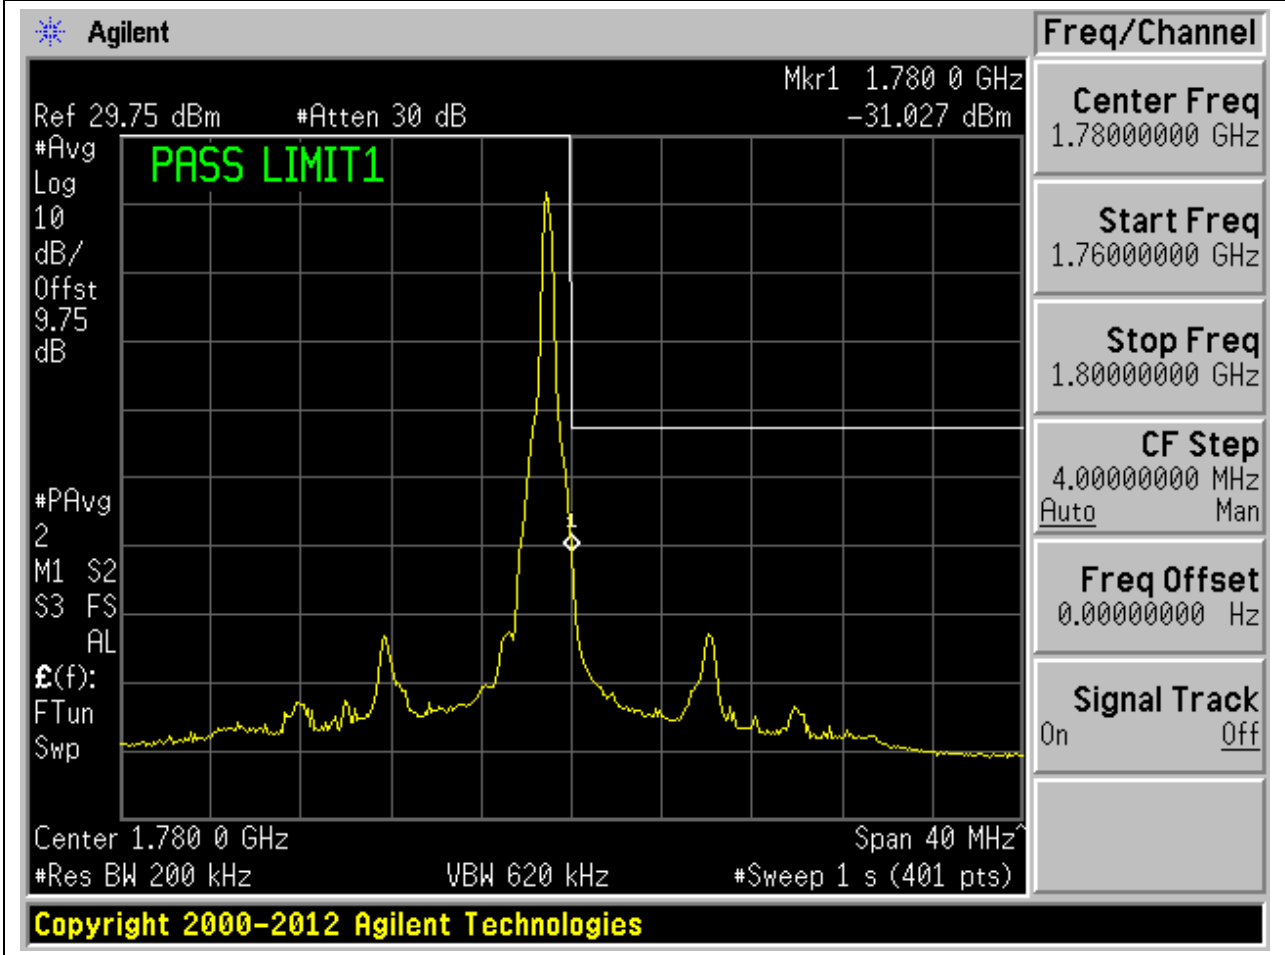 Agilent
Freq/Channel
Mkr1 1.780 0 GHz
Ref 29.75 dBm #Atten 30 dB -31.027 dBm
#Avg
Log
10
dB/
Offst
9.75
dB
PASS LIMIT1
1
#PAvg
2
M1 S2
S3 FS
AL
£(f):
FTun
Swp
Center 1.780 0 GHz Span 40 MHz^
#Res BW 200 kHz VBW 620 kHz #Sweep 1 s (401 pts)
Center Freq
1.78000000 GHz
Start Freq
1.76000000 GHz
Stop Freq
1.80000000 GHz
CF Step
4.00000000 MHz
Auto Man
Freq Offset
0.00000000 Hz
Signal Track
On Off
Copyright 2000-2012 Agilent Technologies